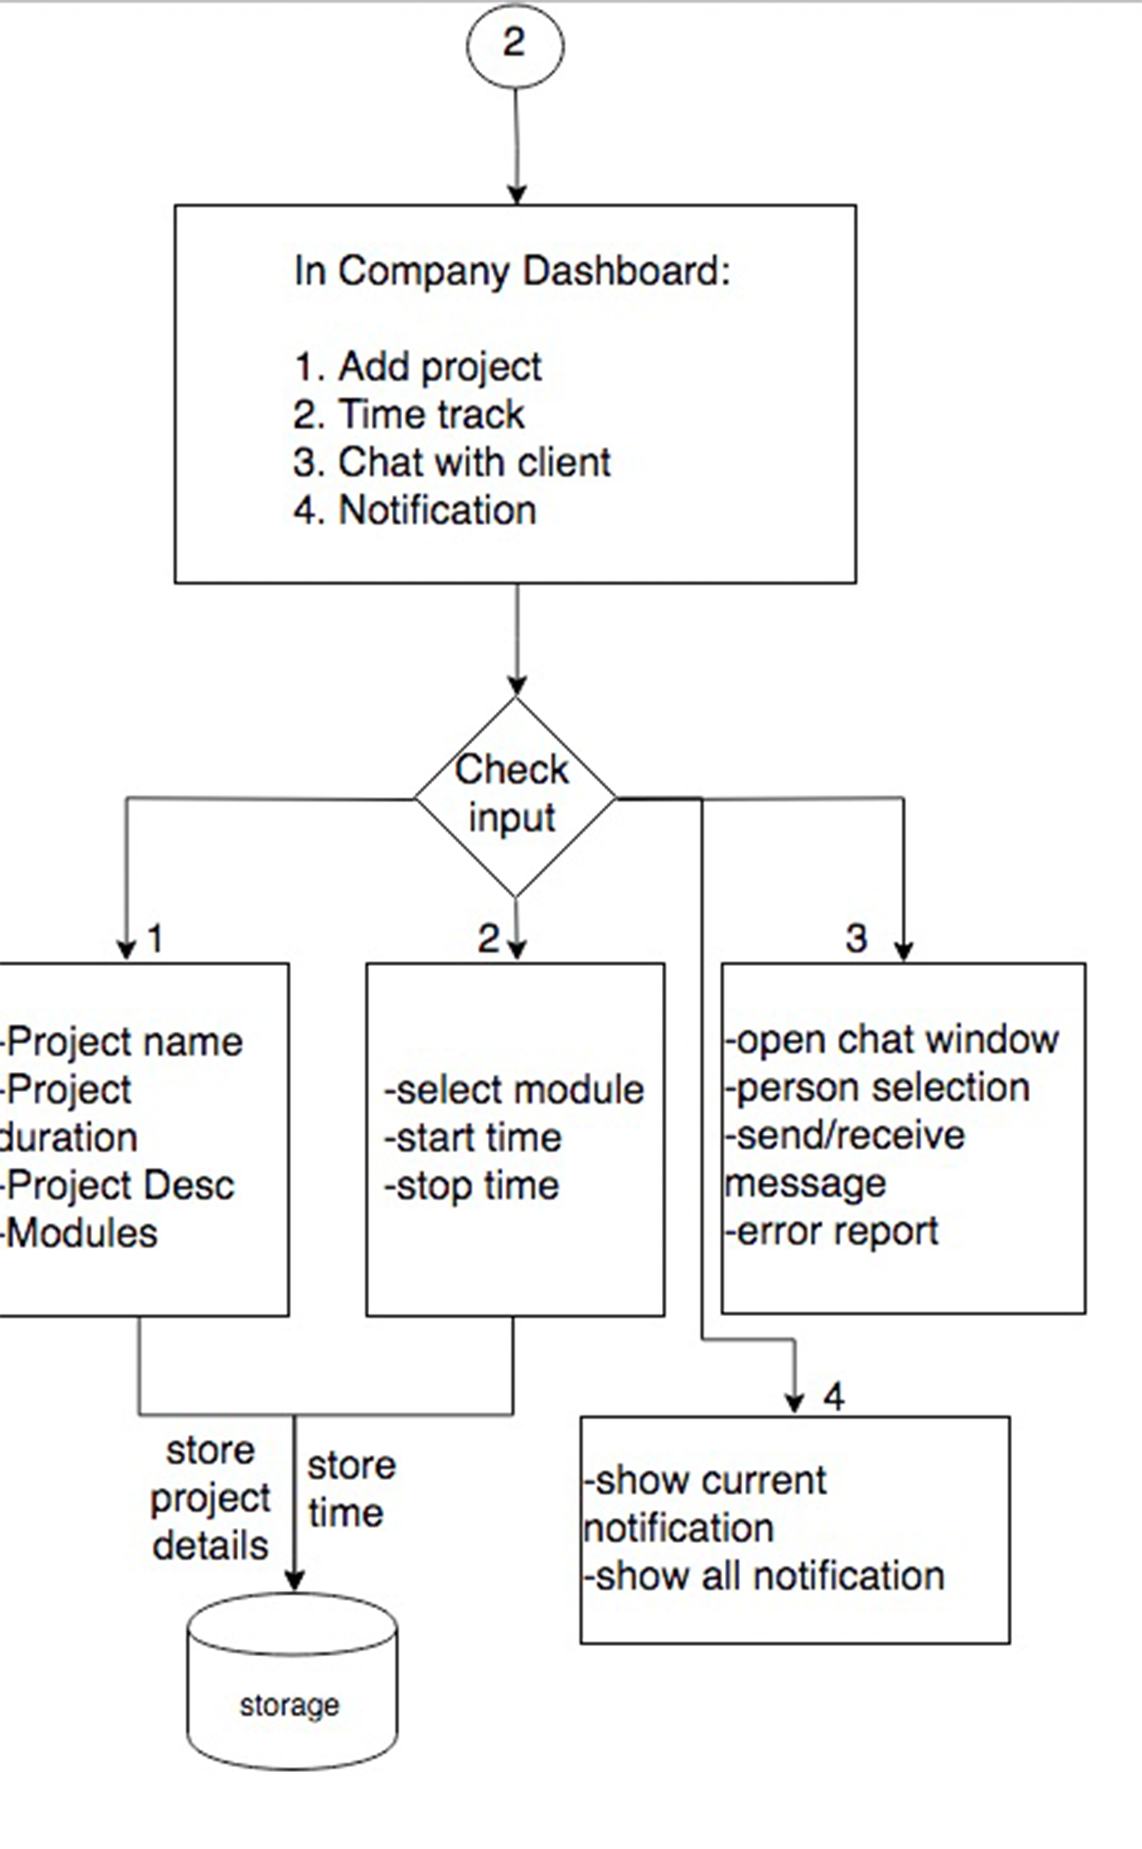 2
In Company Dashboard:
1. Add project
2. Time track
3. Chat with client
4. Notification
Check
input
1
2
3
-Project name
-Project
duration
-Project Desc
-Modules
-select module
-start time
-stop time
-open chat window
-person selection
-send/receive
message
-error report
4
store
project
details
store
time
-show current
notification
-show all notification
storage